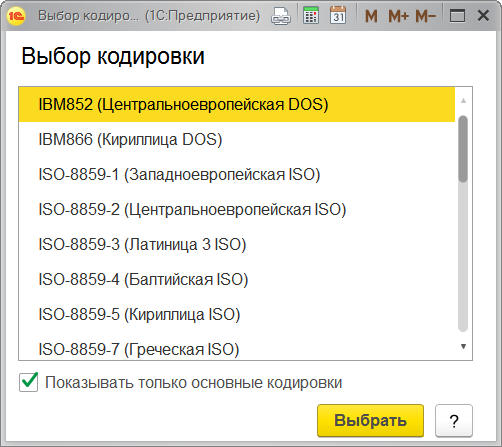 1С Выбор кодиро... (1С:Предприятие) 31 M M+ M-
Выбор кодировки
IBM852 (Центральноевропейская DOS)
IBM866 (Кириллица DOS)
ISO-8859-1 (Западноевропейская ISO)
ISO-8859-2 (Центральноевропейская ISO)
ISO-8859-3 (Латиница 3 ISO)
ISO-8859-4 (Балтийская ISO)
ISO-8859-5 (Кириллица ISO)
ISO-8859-7 (Греческая ISO)
Показывать только основные кодировки
Выбрать ?